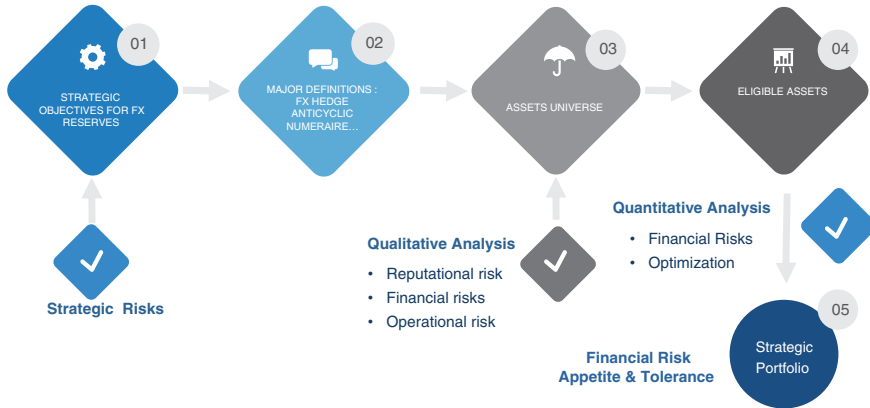 01
STRATEGIC
OBJECTIVES FOR FX
RESERVES
02
MAJOR DEFINITIONS :
FX HEDGE
ANTICYCLIC
NUMERAIRE...
03
ASSETS UNIVERSE
04
ELIGIBLE ASSETS
Strategic Risks
Qualitative Analysis
• Reputational risk
• Financial risks
• Operational risk
Quantitative Analysis
• Financial Risks
• Optimization
05
Strategic
Portfolio
Financial Risk
Appetite & Tolerance